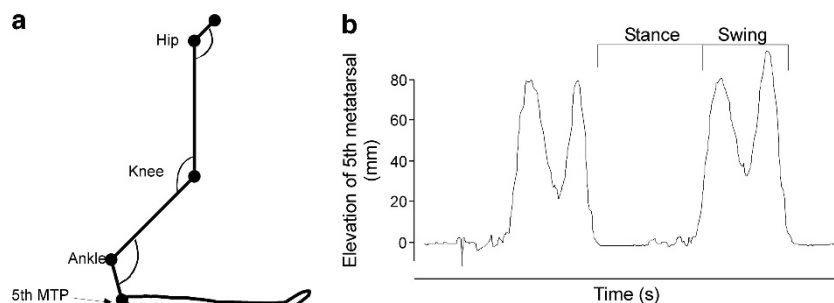 a
Hip
Knee
Ankle
5th MTP
b
Stance
Swing
Elevation of 5th metatarsal
(mm)
80
60
40
20
0
Time (s)